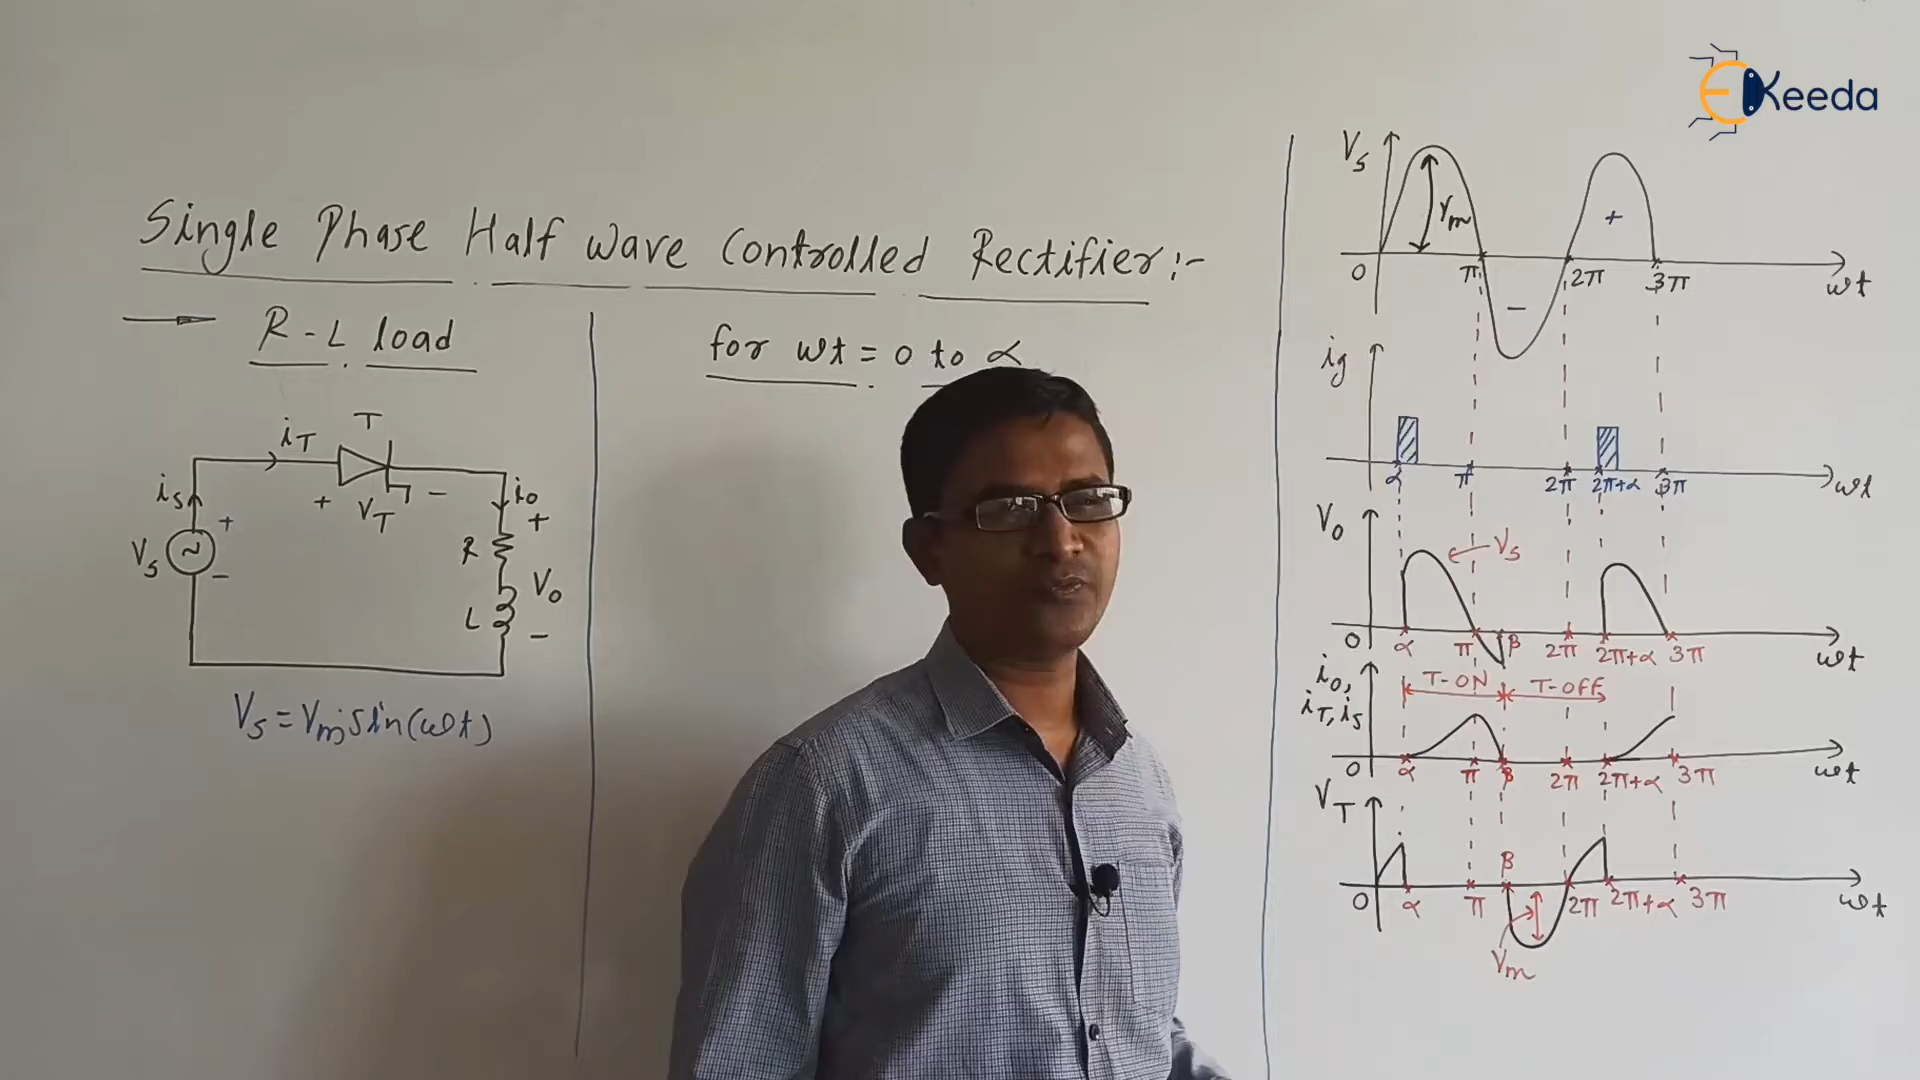 EKeeda
Single Phase Half Wave Controlled Rectifier :-
R - L load
T
iT
is
+ VT -
io
+
+
Vs
-
R
L
Vo
-
Vs = Vm sin(ωt)
for ωt = 0 to α
Vs
Vm
+
-
0 π 2π 3π ωt
ig
α π 2π 2π+α 3π ωt
Vo
Vs
0 α π β 2π 2π+α 3π ωt
io,
iT, is
T-ON T-OFF
0 α π β 2π 2π+α 3π ωt
VT
β
0 α π 2π 2π+α 3π ωt
Vm